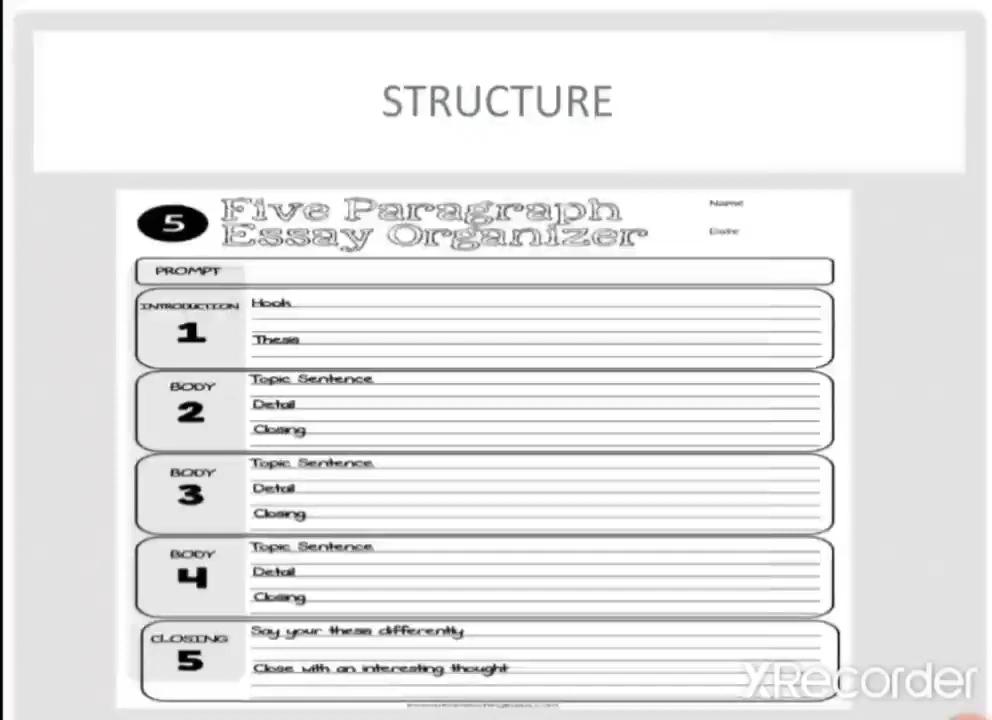 STRUCTURE
5 Five Paragraph
Essay Organizer
Name
Date
PROMPT
INTRODUCTION
1
Hook
Thesis
BODY
2
Topic Sentence
Detail
Closing
BODY
3
Topic Sentence
Detail
Closing
BODY
4
Topic Sentence
Detail
Closing
CLOSING
5
Say your thesis differently
Close with an interesting thought
XRecorder